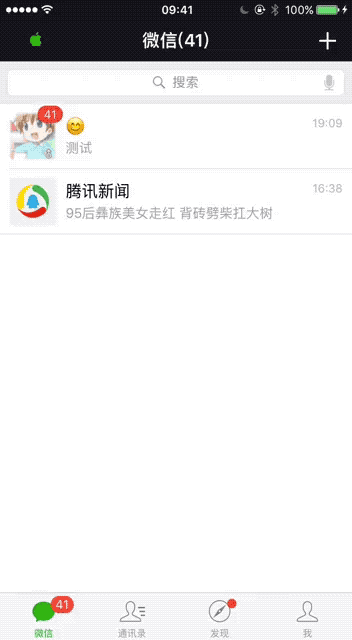 09:41
100%
微信(41)
搜索
41
19:09
测试
腾讯新闻
16:38
95后彝族美女走红 背砖劈柴扛大树
41
微信
通讯录
发现
我